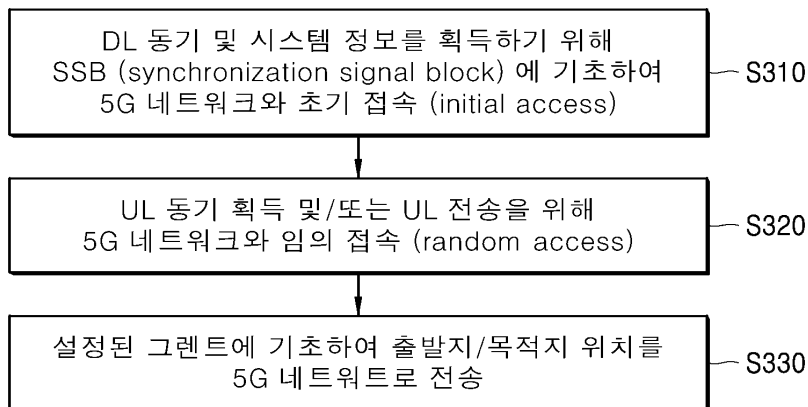 DL 동기 및 시스템 정보를 획득하기 위해
SSB (synchronization signal block) 에 기초하여
5G 네트워크와 초기 접속 (initial access)
S310
UL 동기 획득 및/또는 UL 전송을 위해
5G 네트워크와 임의 접속 (random access)
S320
설정된 그렌트에 기초하여 출발지/목적지 위치를
5G 네트워트로 전송
S330